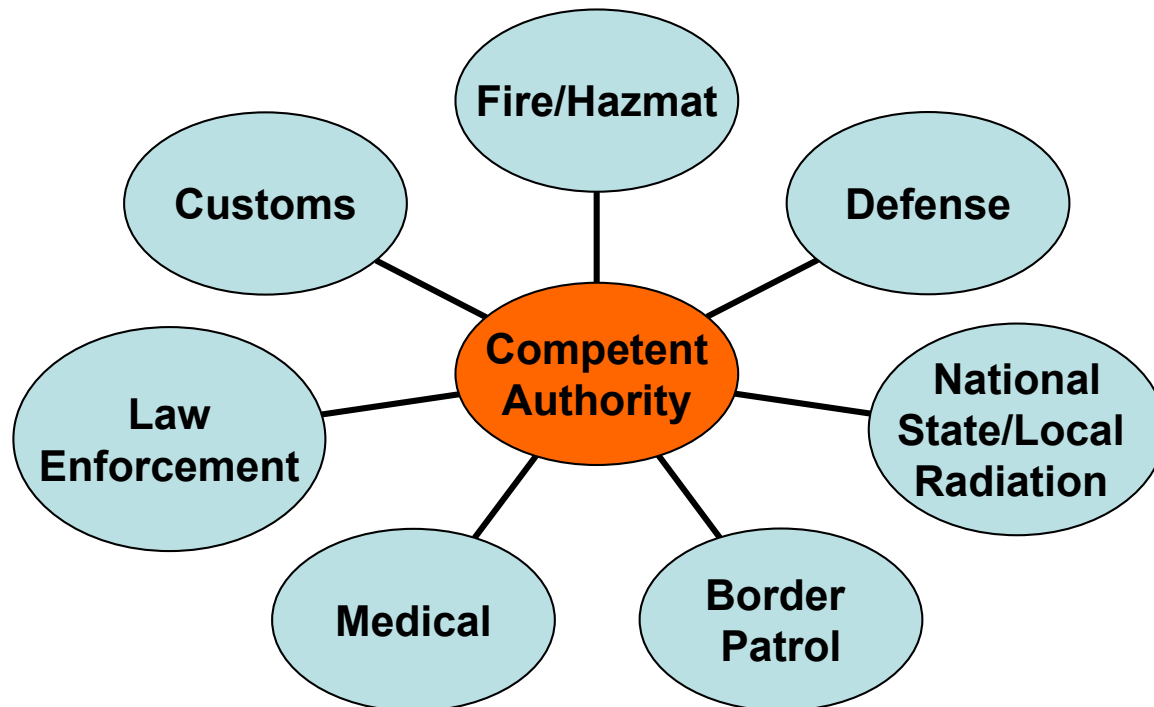 Fire/Hazmat
Customs
Defense
Competent
Authority
National
State/Local
Radiation
Law
Enforcement
Medical
Border
Patrol